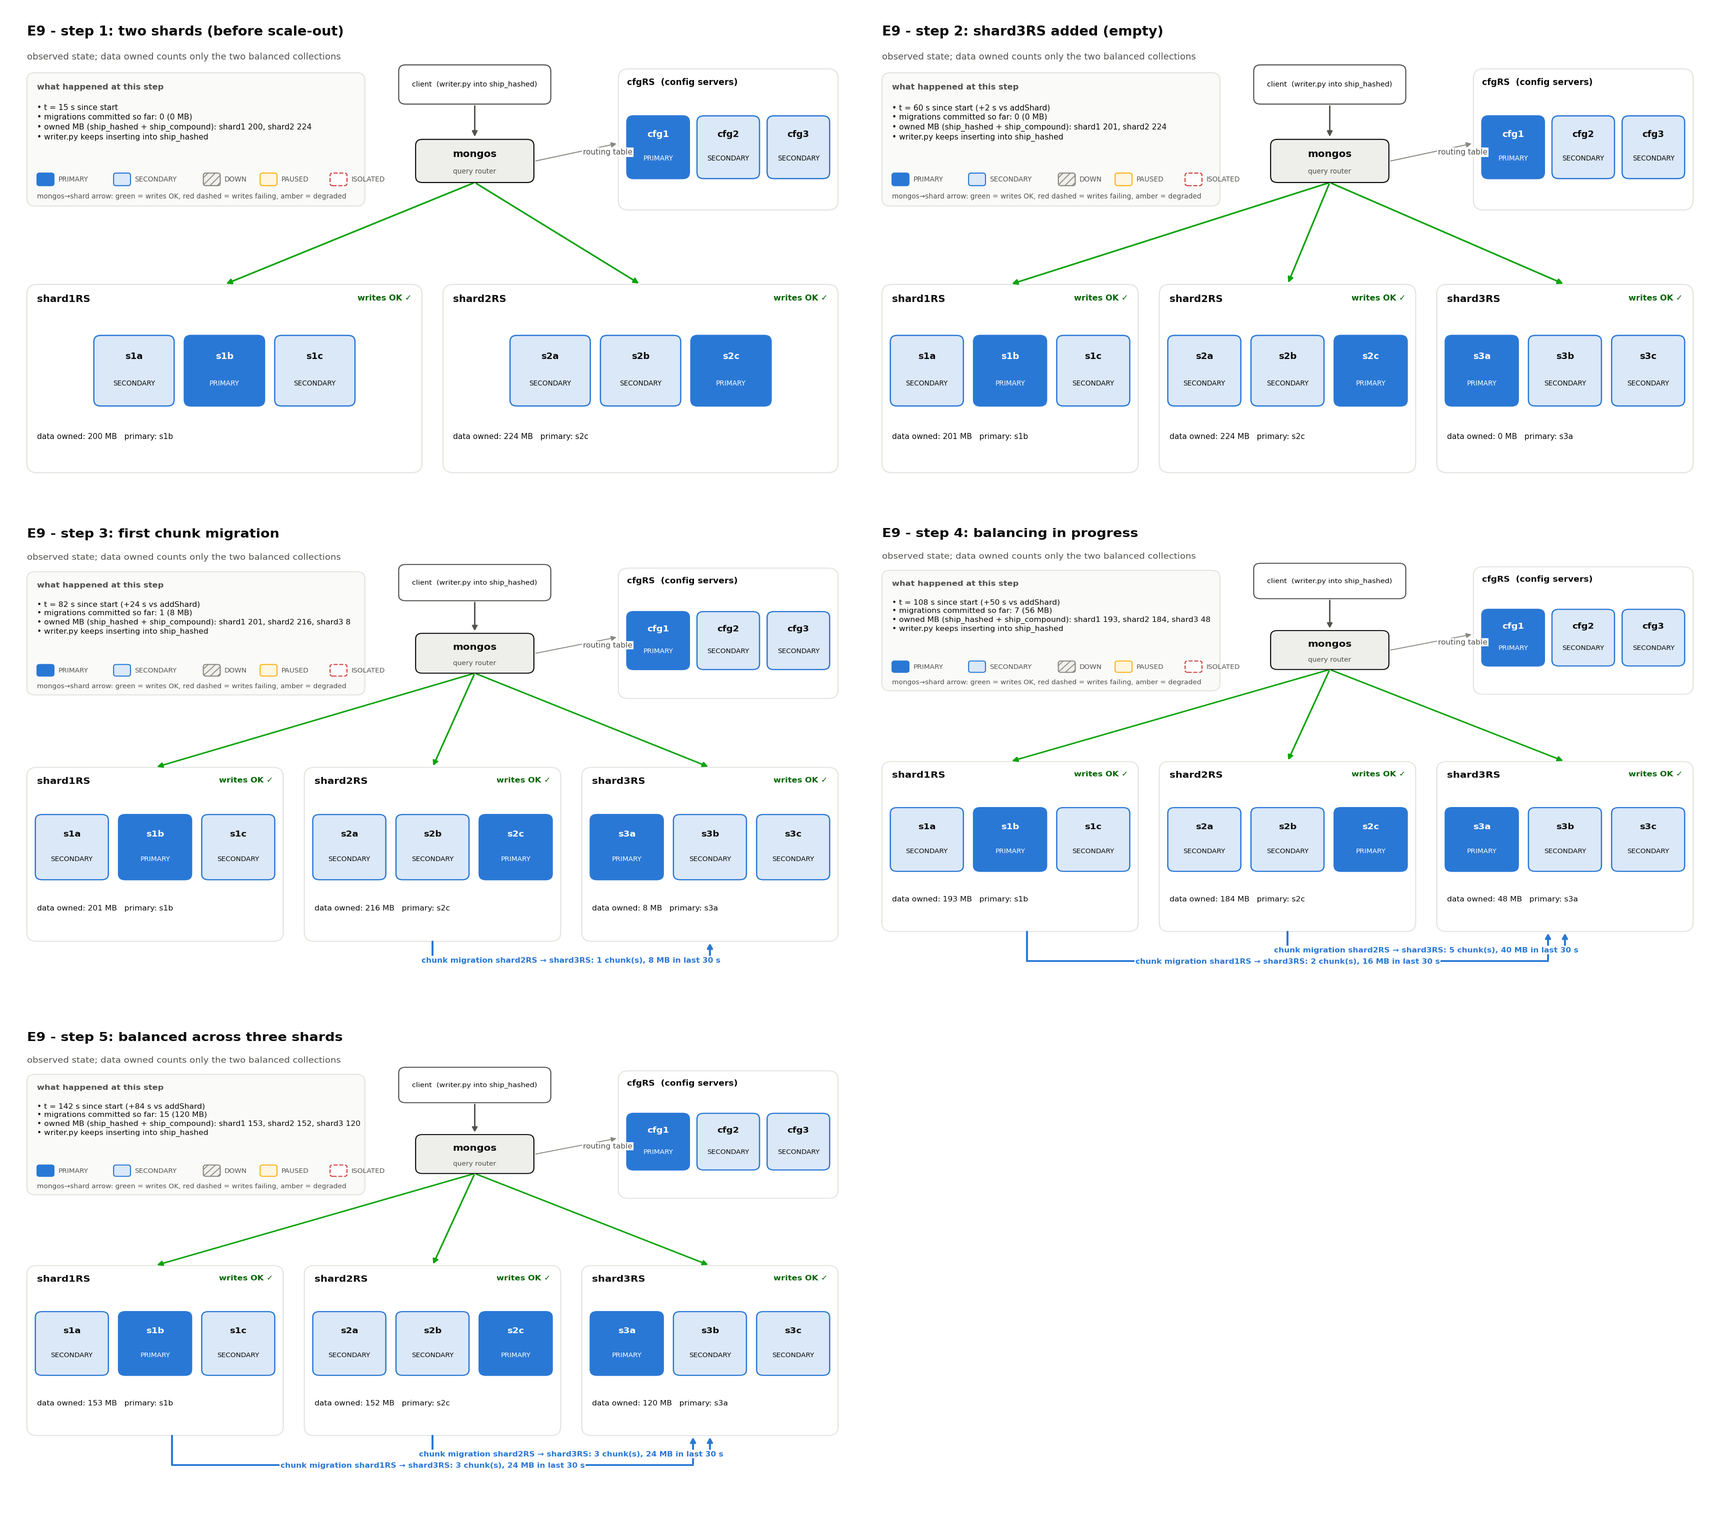 E9 - step 1: two shards (before scale-out)
observed state; data owned counts only the two balanced collections
what happened at this step
• t = 15 s since start
• migrations committed so far: 0 (0 MB)
• owned MB (ship_hashed + ship_compound): shard1 200, shard2 224
• writer.py keeps inserting into ship_hashed
PRIMARY SECONDARY DOWN PAUSED ISOLATED
mongos→shard arrow: green = writes OK, red dashed = writes failing, amber = degraded
client (writer.py into ship_hashed)
mongos
query router
routing table
cfgRS (config servers)
cfg1 cfg2 cfg3
PRIMARY SECONDARY SECONDARY
shard1RS writes OK ✓
s1a s1b s1c
SECONDARY PRIMARY SECONDARY
data owned: 200 MB primary: s1b
shard2RS writes OK ✓
s2a s2b s2c
SECONDARY SECONDARY PRIMARY
data owned: 224 MB primary: s2c
E9 - step 2: shard3RS added (empty)
observed state; data owned counts only the two balanced collections
what happened at this step
• t = 60 s since start (+2 s vs addShard)
• migrations committed so far: 0 (0 MB)
• owned MB (ship_hashed + ship_compound): shard1 201, shard2 224
• writer.py keeps inserting into ship_hashed
PRIMARY SECONDARY DOWN PAUSED ISOLATED
mongos→shard arrow: green = writes OK, red dashed = writes failing, amber = degraded
client (writer.py into ship_hashed)
mongos
query router
routing table
cfgRS (config servers)
cfg1 cfg2 cfg3
PRIMARY SECONDARY SECONDARY
shard1RS writes OK ✓
s1a s1b s1c
SECONDARY PRIMARY SECONDARY
data owned: 201 MB primary: s1b
shard2RS writes OK ✓
s2a s2b s2c
SECONDARY SECONDARY PRIMARY
data owned: 224 MB primary: s2c
shard3RS writes OK ✓
s3a s3b s3c
PRIMARY SECONDARY SECONDARY
data owned: 0 MB primary: s3a
E9 - step 3: first chunk migration
observed state; data owned counts only the two balanced collections
what happened at this step
• t = 82 s since start (+24 s vs addShard)
• migrations committed so far: 1 (8 MB)
• owned MB (ship_hashed + ship_compound): shard1 201, shard2 216, shard3 8
• writer.py keeps inserting into ship_hashed
PRIMARY SECONDARY DOWN PAUSED ISOLATED
mongos→shard arrow: green = writes OK, red dashed = writes failing, amber = degraded
client (writer.py into ship_hashed)
mongos
query router
routing table
cfgRS (config servers)
cfg1 cfg2 cfg3
PRIMARY SECONDARY SECONDARY
shard1RS writes OK ✓
s1a s1b s1c
SECONDARY PRIMARY SECONDARY
data owned: 201 MB primary: s1b
shard2RS writes OK ✓
s2a s2b s2c
SECONDARY SECONDARY PRIMARY
data owned: 216 MB primary: s2c
shard3RS writes OK ✓
s3a s3b s3c
PRIMARY SECONDARY SECONDARY
data owned: 8 MB primary: s3a
chunk migration shard2RS → shard3RS: 1 chunk(s), 8 MB in last 30 s
E9 - step 4: balancing in progress
observed state; data owned counts only the two balanced collections
what happened at this step
• t = 108 s since start (+50 s vs addShard)
• migrations committed so far: 7 (56 MB)
• owned MB (ship_hashed + ship_compound): shard1 193, shard2 184, shard3 48
• writer.py keeps inserting into ship_hashed
PRIMARY SECONDARY DOWN PAUSED ISOLATED
mongos→shard arrow: green = writes OK, red dashed = writes failing, amber = degraded
client (writer.py into ship_hashed)
mongos
query router
routing table
cfgRS (config servers)
cfg1 cfg2 cfg3
PRIMARY SECONDARY SECONDARY
shard1RS writes OK ✓
s1a s1b s1c
SECONDARY PRIMARY SECONDARY
data owned: 193 MB primary: s1b
shard2RS writes OK ✓
s2a s2b s2c
SECONDARY SECONDARY PRIMARY
data owned: 184 MB primary: s2c
shard3RS writes OK ✓
s3a s3b s3c
PRIMARY SECONDARY SECONDARY
data owned: 48 MB primary: s3a
chunk migration shard2RS → shard3RS: 5 chunk(s), 40 MB in last 30 s
chunk migration shard1RS → shard3RS: 2 chunk(s), 16 MB in last 30 s
E9 - step 5: balanced across three shards
observed state; data owned counts only the two balanced collections
what happened at this step
• t = 142 s since start (+84 s vs addShard)
• migrations committed so far: 15 (120 MB)
• owned MB (ship_hashed + ship_compound): shard1 153, shard2 152, shard3 120
• writer.py keeps inserting into ship_hashed
PRIMARY SECONDARY DOWN PAUSED ISOLATED
mongos→shard arrow: green = writes OK, red dashed = writes failing, amber = degraded
client (writer.py into ship_hashed)
mongos
query router
routing table
cfgRS (config servers)
cfg1 cfg2 cfg3
PRIMARY SECONDARY SECONDARY
shard1RS writes OK ✓
s1a s1b s1c
SECONDARY PRIMARY SECONDARY
data owned: 153 MB primary: s1b
shard2RS writes OK ✓
s2a s2b s2c
SECONDARY SECONDARY PRIMARY
data owned: 152 MB primary: s2c
shard3RS writes OK ✓
s3a s3b s3c
PRIMARY SECONDARY SECONDARY
data owned: 120 MB primary: s3a
chunk migration shard2RS → shard3RS: 3 chunk(s), 24 MB in last 30 s
chunk migration shard1RS → shard3RS: 3 chunk(s), 24 MB in last 30 s